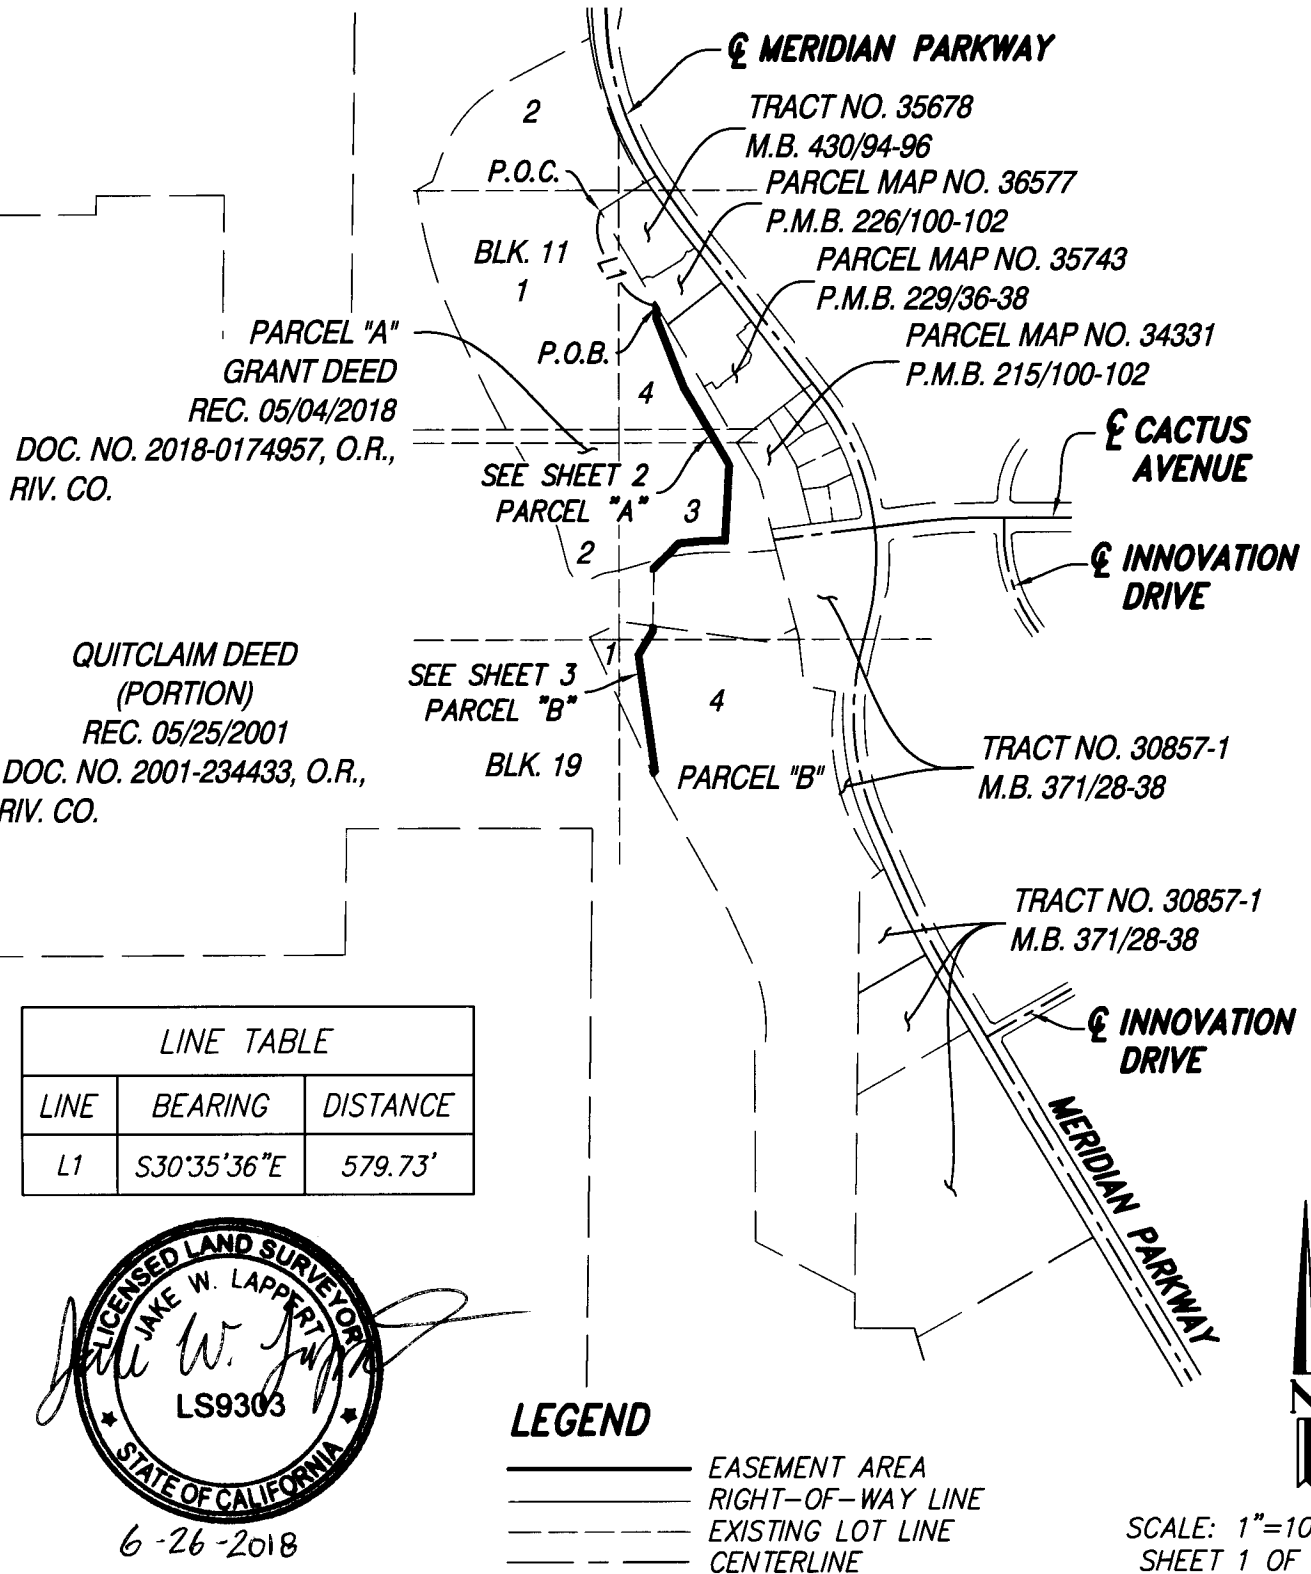 ℄ MERIDIAN PARKWAY
TRACT NO. 35678
M.B. 430/94-96
2
P.O.C.
PARCEL MAP NO. 36577
P.M.B. 226/100-102
BLK. 11
1
L1
PARCEL MAP NO. 35743
P.M.B. 229/36-38
PARCEL "A"
GRANT DEED
REC. 05/04/2018
DOC. NO. 2018-0174957, O.R.,
RIV. CO.
P.O.B.
PARCEL MAP NO. 34331
P.M.B. 215/100-102
4
℄ CACTUS
AVENUE
SEE SHEET 2
PARCEL "A"
3
2
℄ INNOVATION
DRIVE
QUITCLAIM DEED
(PORTION)
REC. 05/25/2001
DOC. NO. 2001-234433, O.R.,
RIV. CO.
1
SEE SHEET 3
PARCEL "B"
4
BLK. 19
PARCEL "B"
TRACT NO. 30857-1
M.B. 371/28-38
TRACT NO. 30857-1
M.B. 371/28-38
℄ INNOVATION
DRIVE
MERIDIAN PARKWAY
LINE TABLE
LINE BEARING DISTANCE
L1 S30°35'36"E 579.73'
LICENSED LAND SURVEYOR
JAKE W. LAPPERT
LS9303
STATE OF CALIFORNIA
6-26-2018
LEGEND
EASEMENT AREA
RIGHT-OF-WAY LINE
EXISTING LOT LINE
CENTERLINE
N
SCALE: 1"=10
SHEET 1 OF